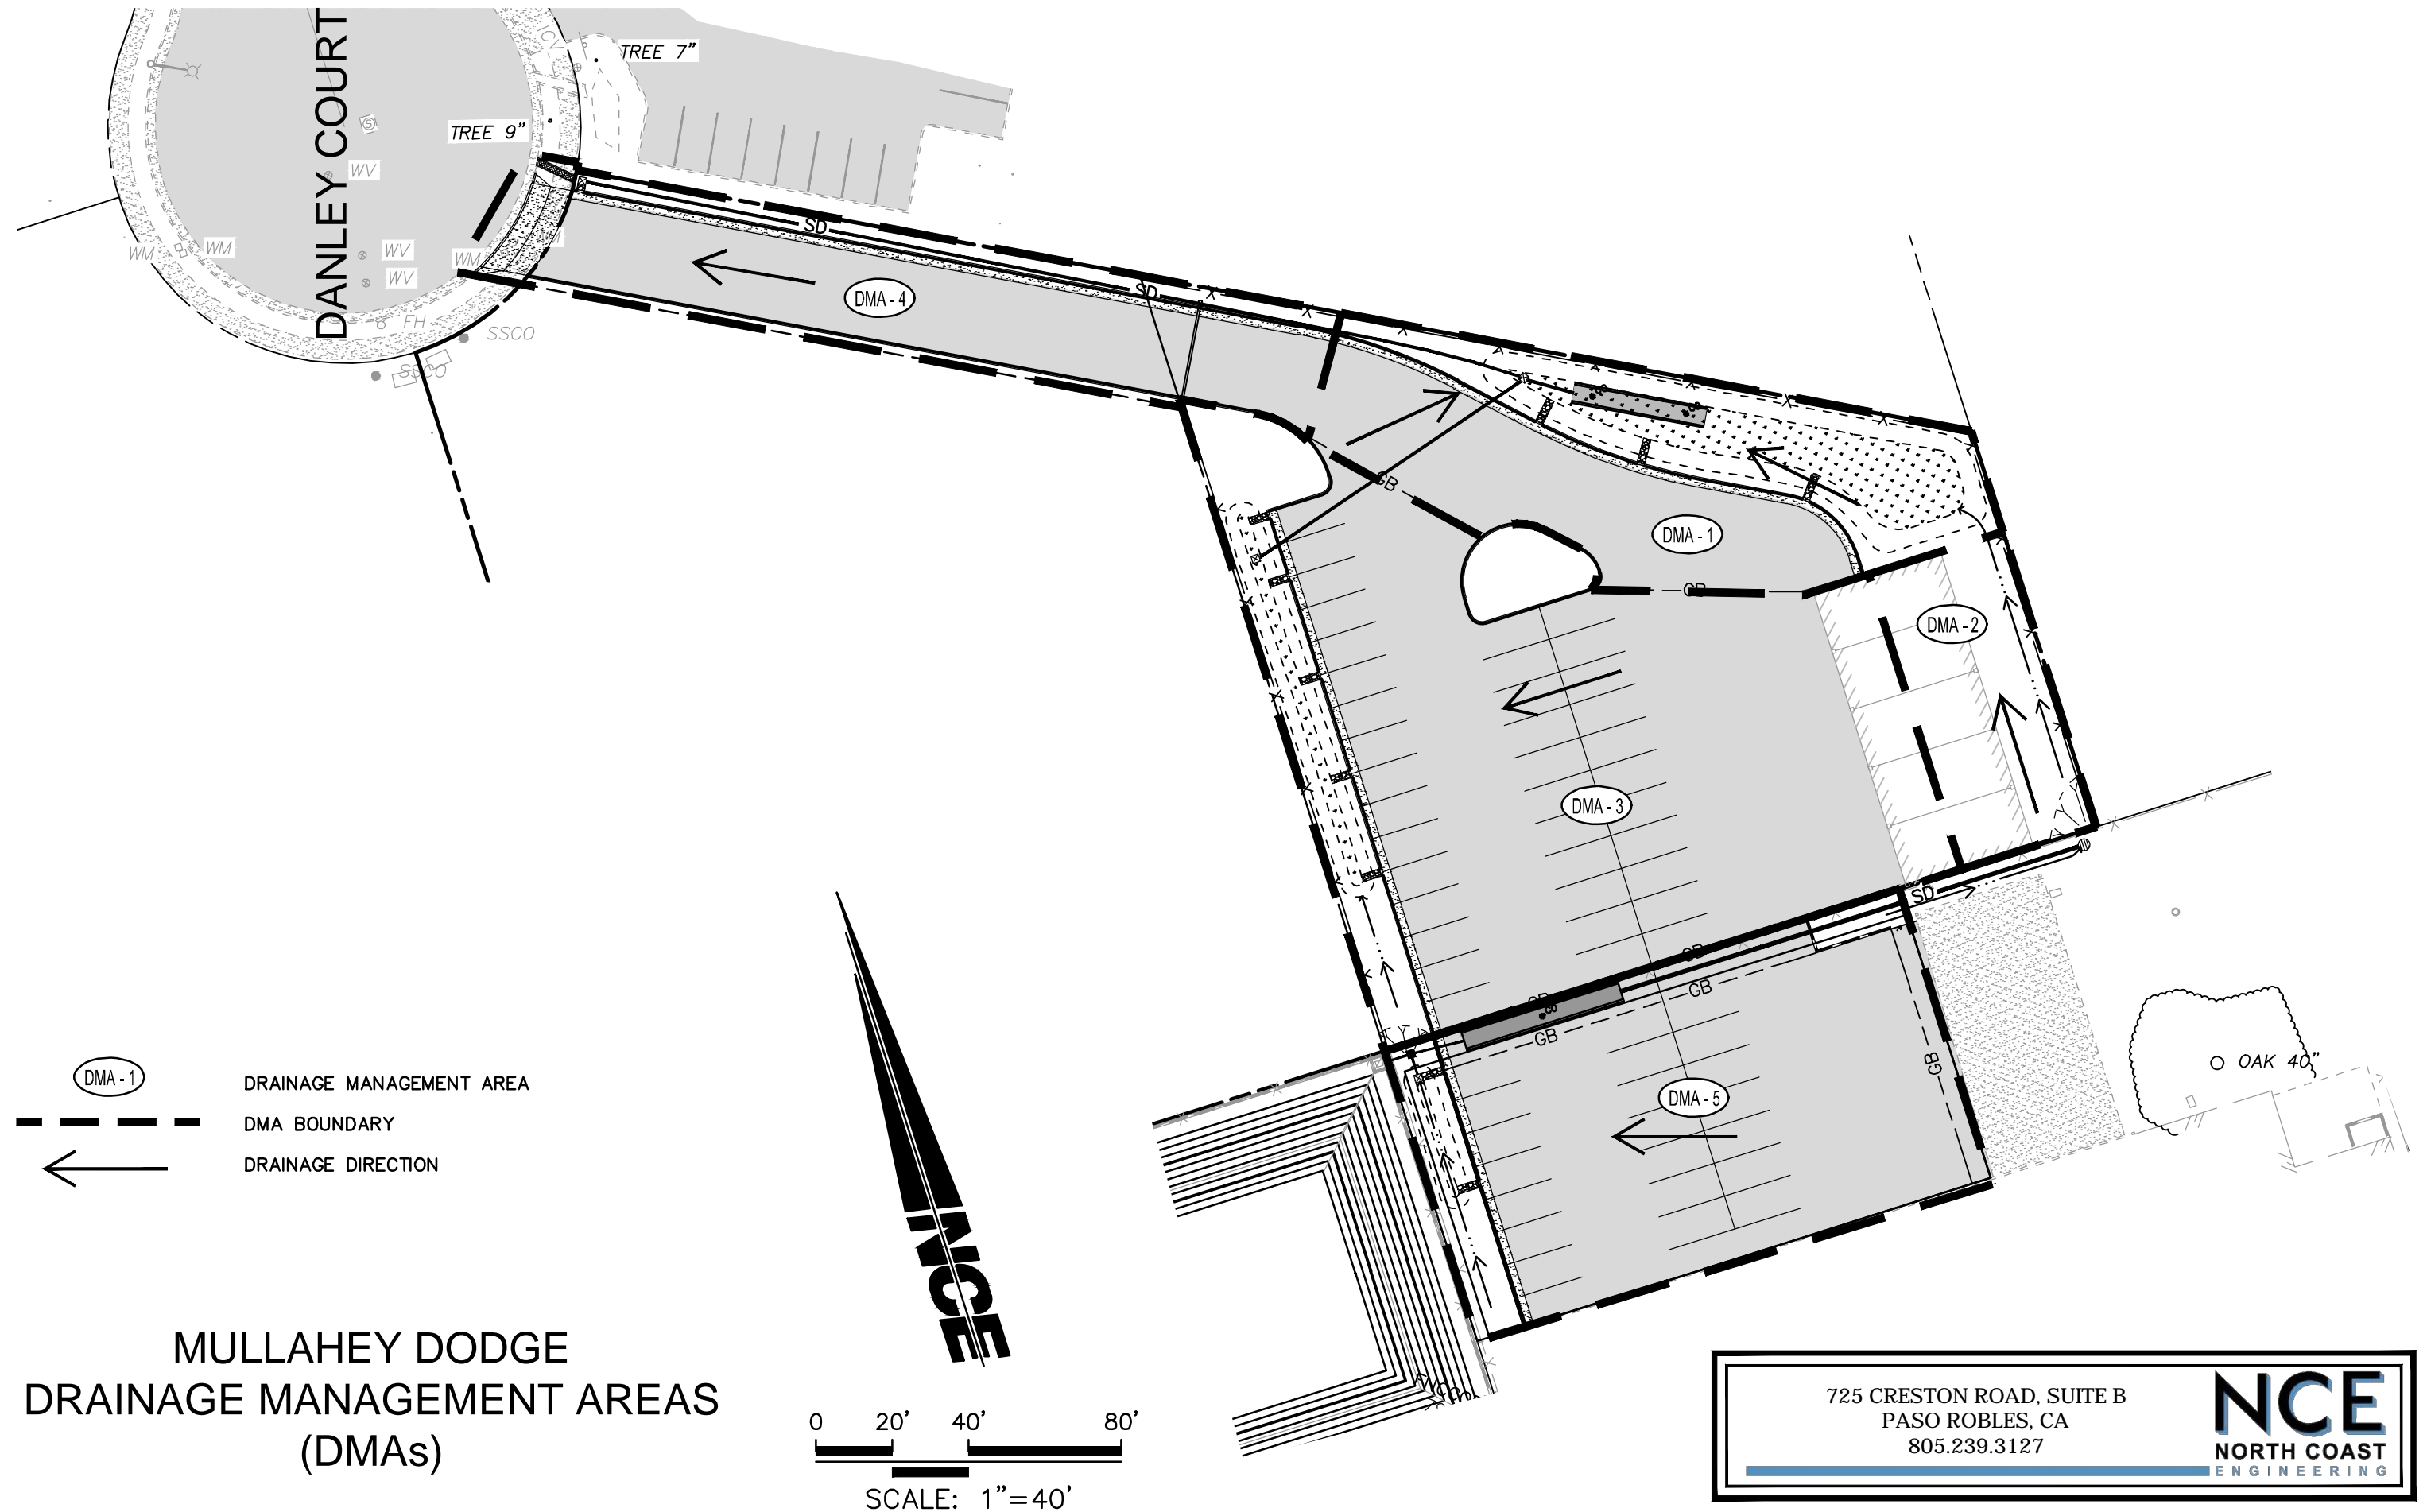 DANLEY COURT
ICV
TREE 7"
TREE 9"
S
WV
WM
WM
WV
WM
WV
FH
SSCO
SSCO
SD
DMA - 4
SD
GB
DMA - 1
GB
DMA - 2
DMA - 3
SD
GB
GB
GB
GB
GB
DMA - 5
OAK 40"
DMA - 1
DRAINAGE MANAGEMENT AREA
DMA BOUNDARY
DRAINAGE DIRECTION
NCE
MULLAHEY DODGE
DRAINAGE MANAGEMENT AREAS
(DMAs)
0 20' 40' 80'
SCALE: 1"=40'
725 CRESTON ROAD, SUITE B
PASO ROBLES, CA
805.239.3127
NCE
NORTH COAST
ENGINEERING